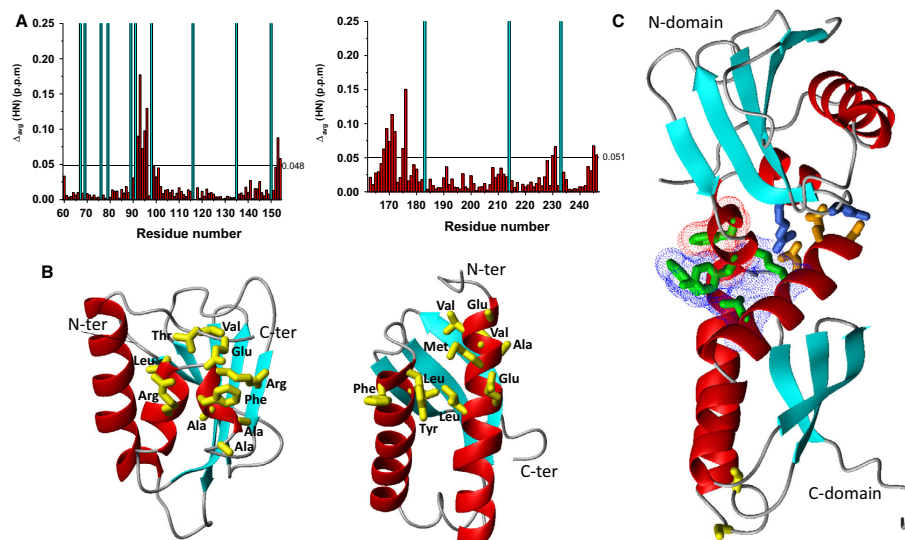 A
Δavg (HN) (p.p.m)
0.25
0.20
0.15
0.10
0.05
0.00
0.048
60 70 80 90 100 110 120 130 140 150
Residue number
Δavg (HN) (p.p.m)
0.25
0.20
0.15
0.10
0.05
0.00
0.051
170 180 190 200 210 220 230 240
Residue number
B
N-ter
Thr
Val
C-ter
Glu
Leu
Arg
Arg
Phe
Ala
Ala
Ala
N-ter
Val
Glu
Val
Met
Ala
Phe
Leu
Glu
Leu
Tyr
C-ter
C
N-domain
C-domain